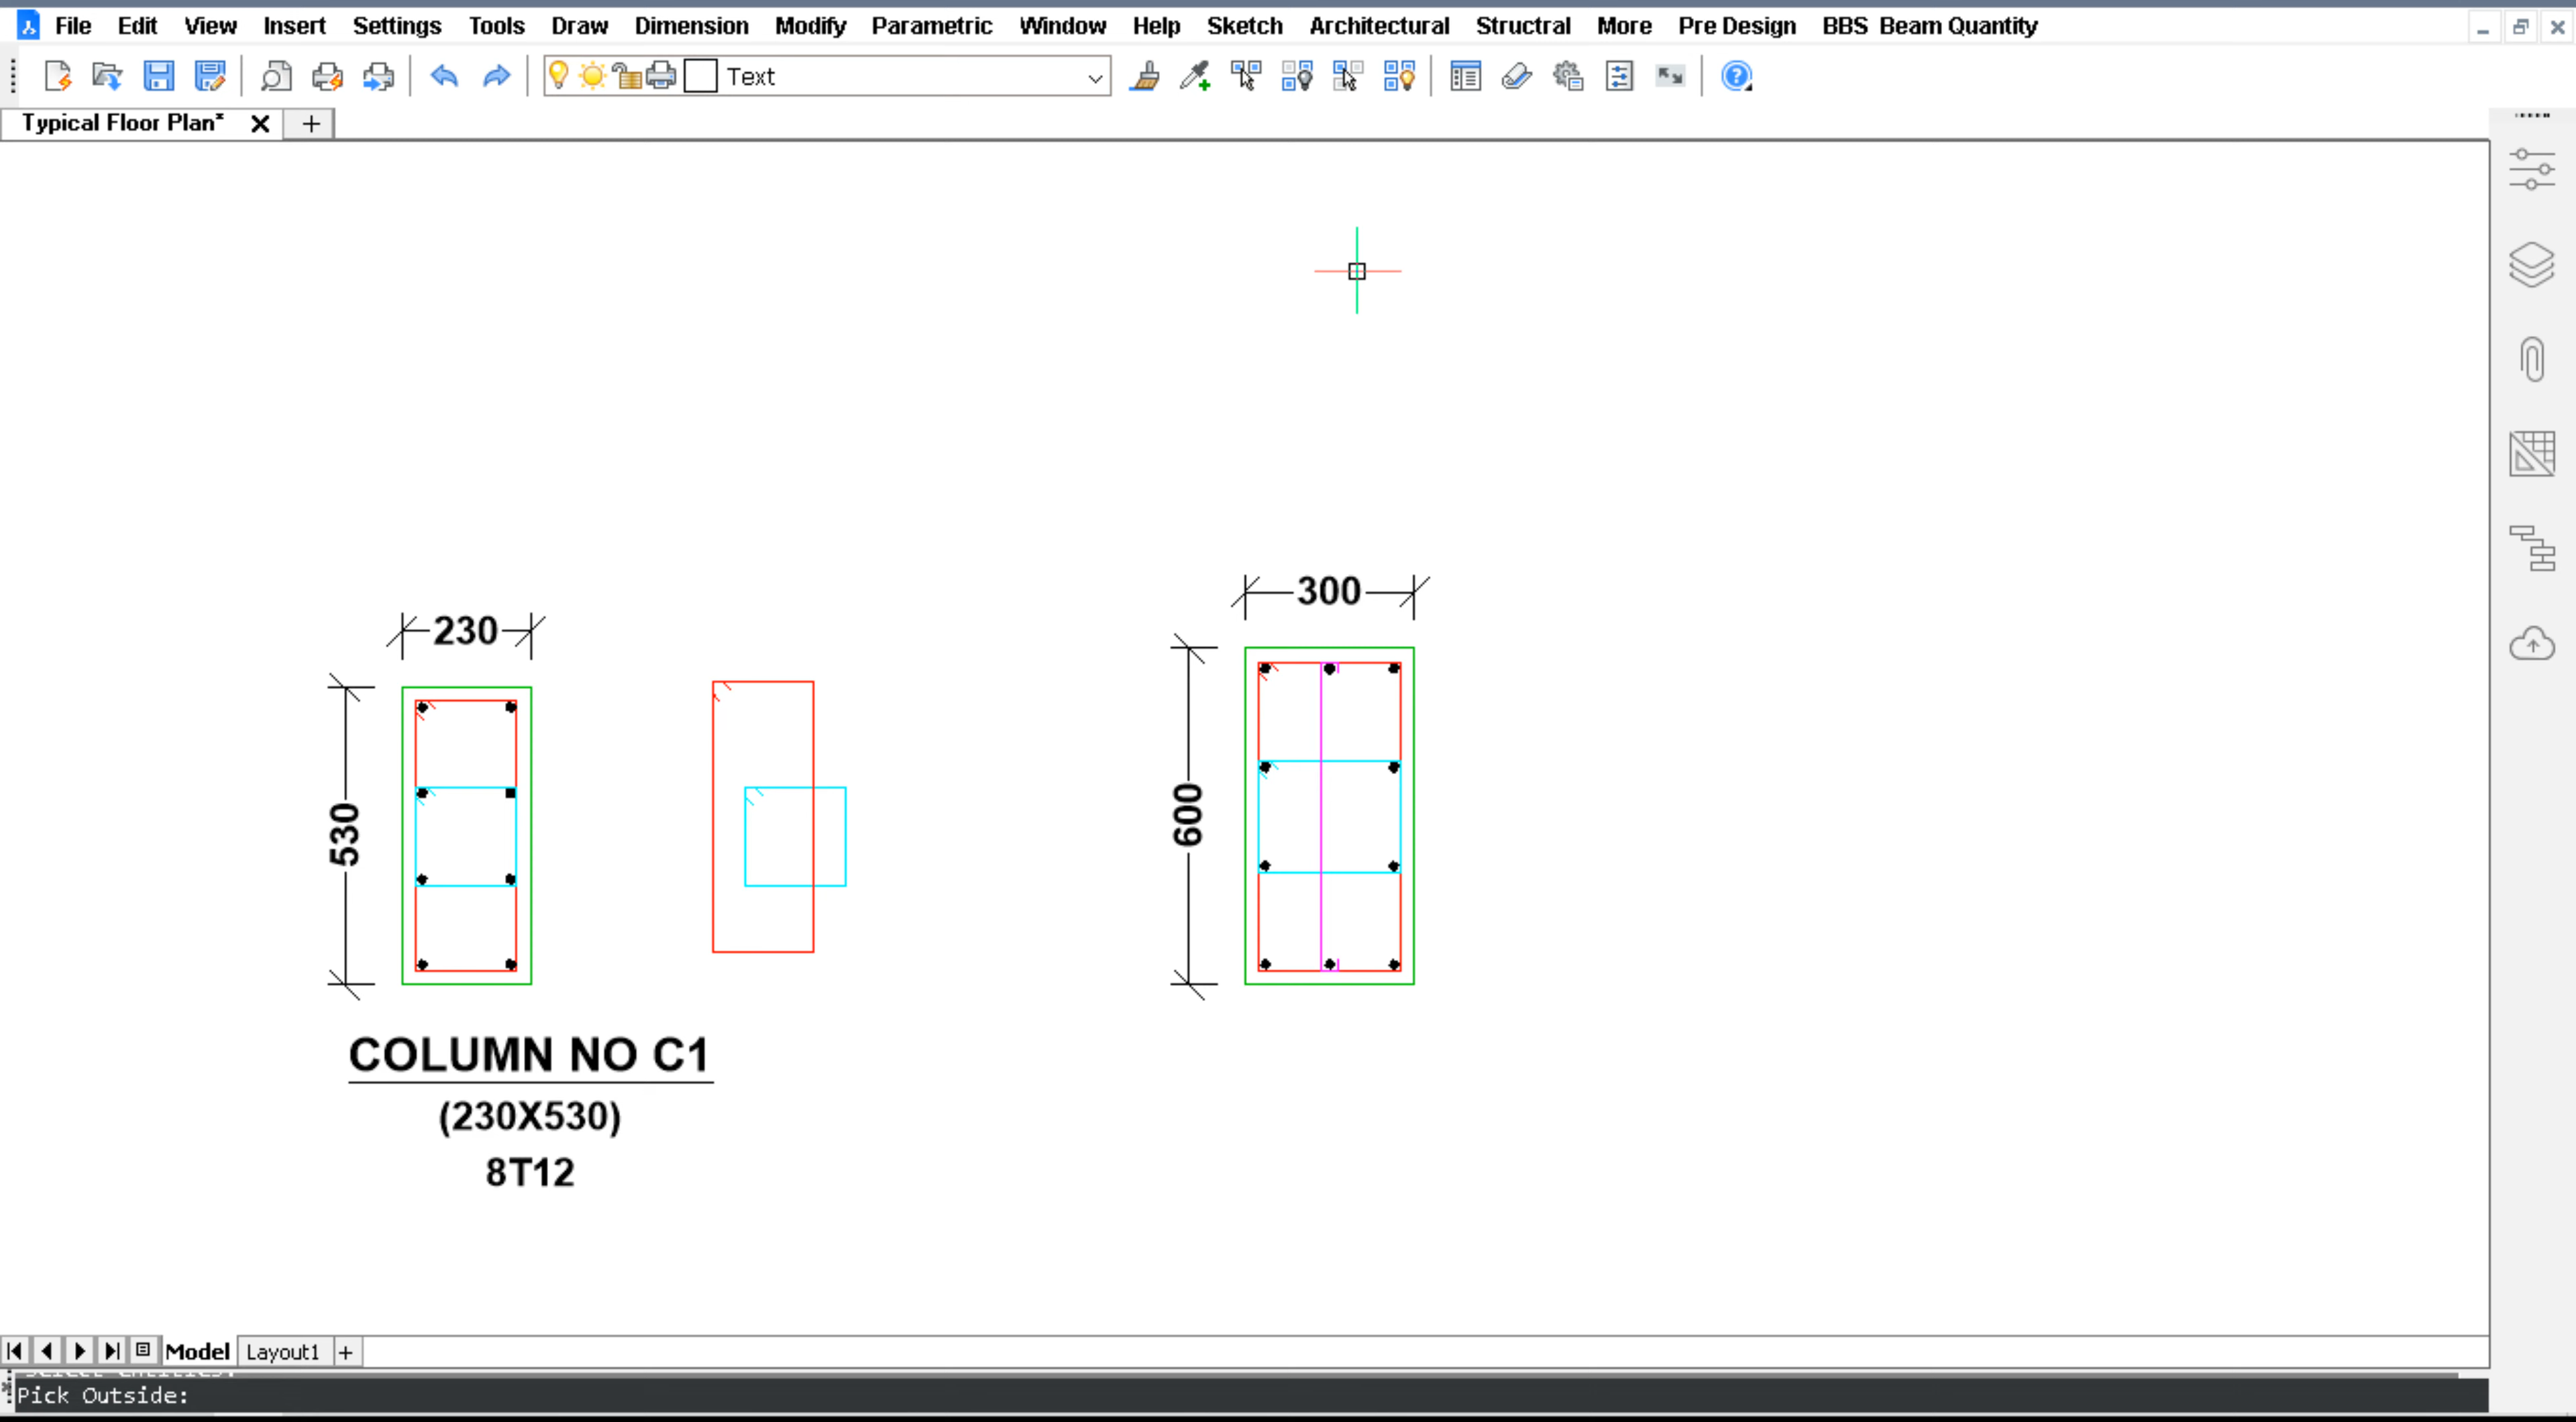 File Edit View Insert Settings Tools Draw Dimension Modify Parametric Window Help Sketch Architectural Structral More Pre Design BBS Beam Quantity
Text
Typical Floor Plan*
230
530
300
600
COLUMN NO C1
(230X530)
8T12
Model Layout1
Pick Outside: